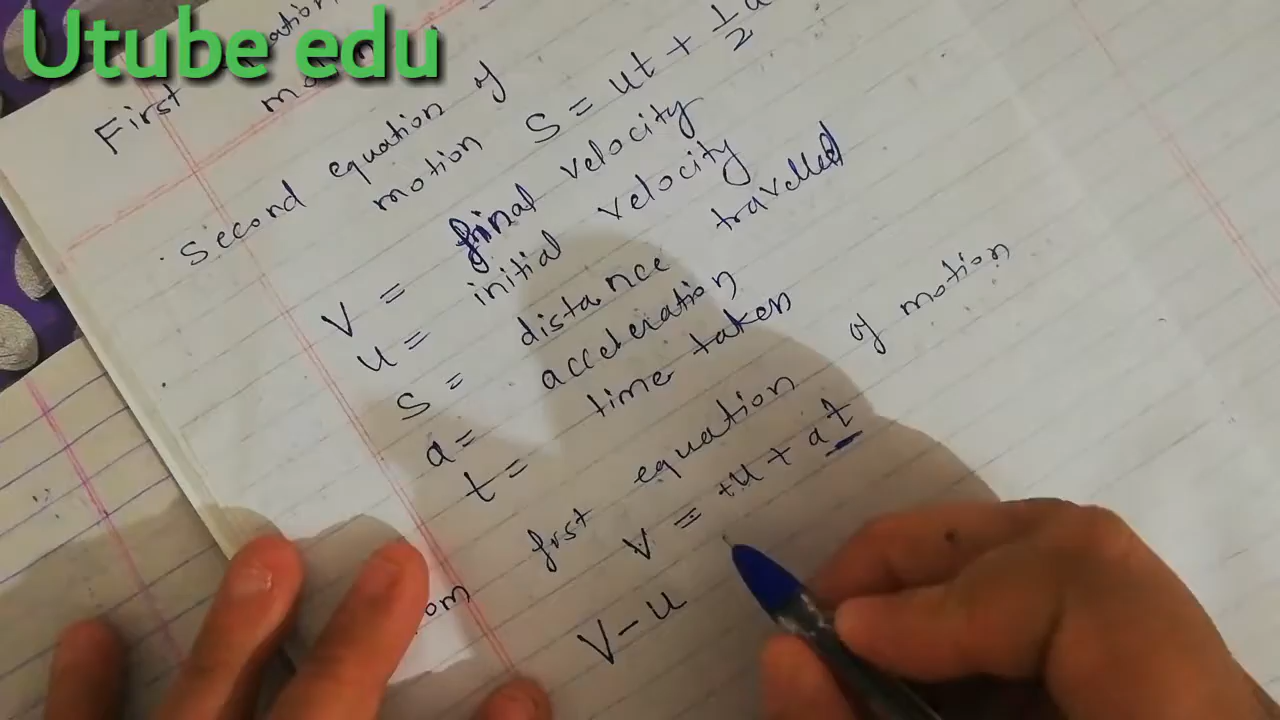 Utube edu
First
mo
Second equation of
motion S = ut + 1/2 a
V = final velocity
u = initial velocity
S = distance travelled
a = acceleration
t = time taken
from first equation of motion
V = +u + at
V - u